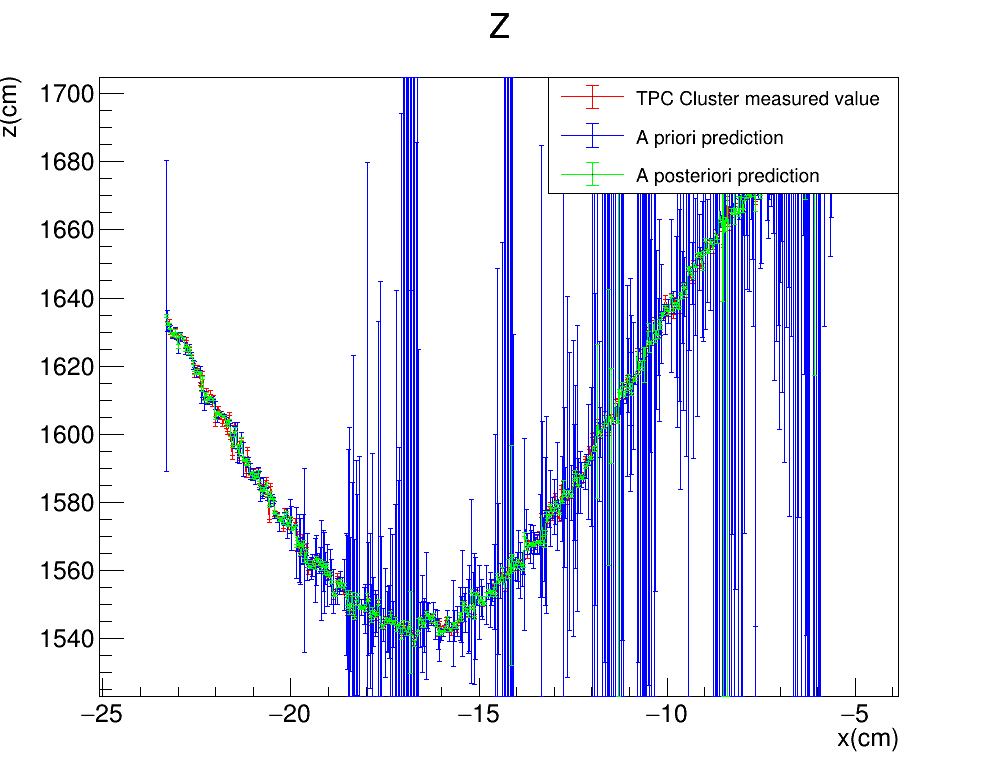 Z
z(cm)
1700
1680
1660
1640
1620
1600
1580
1560
1540
TPC Cluster measured value
A priori prediction
A posteriori prediction
−25 −20 −15 −10 −5
x(cm)